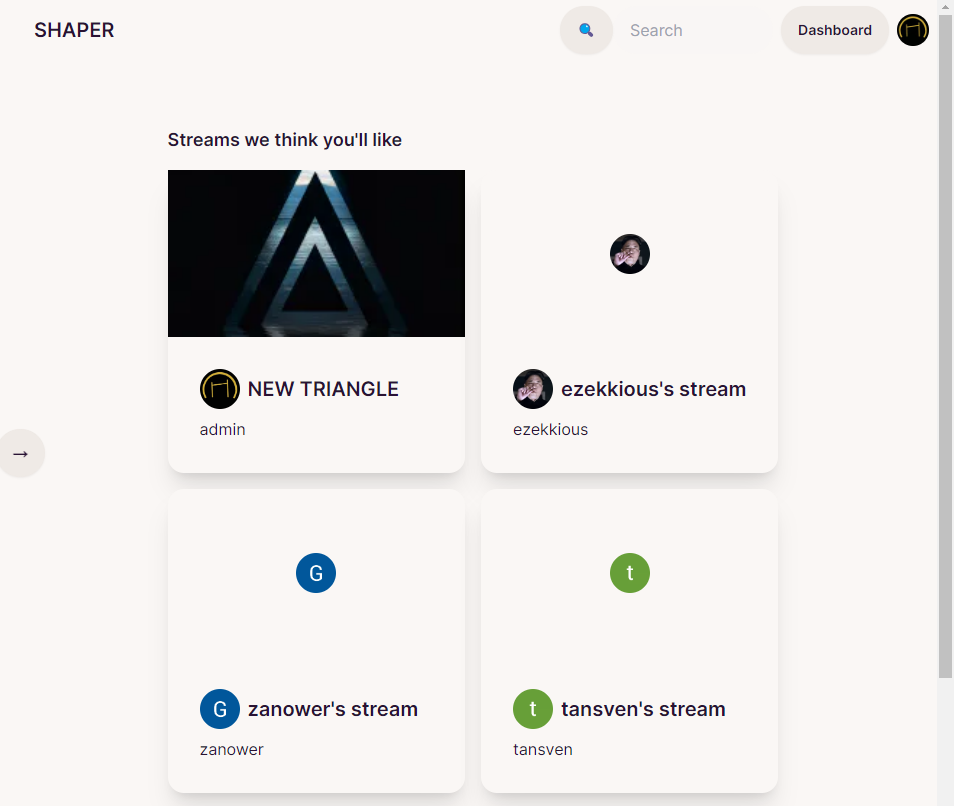 SHAPER
Search
Dashboard
Streams we think you'll like
NEW TRIANGLE
admin
ezekkious's stream
ezekkious
→
G
t
G zanower's stream
zanower
t tansven's stream
tansven